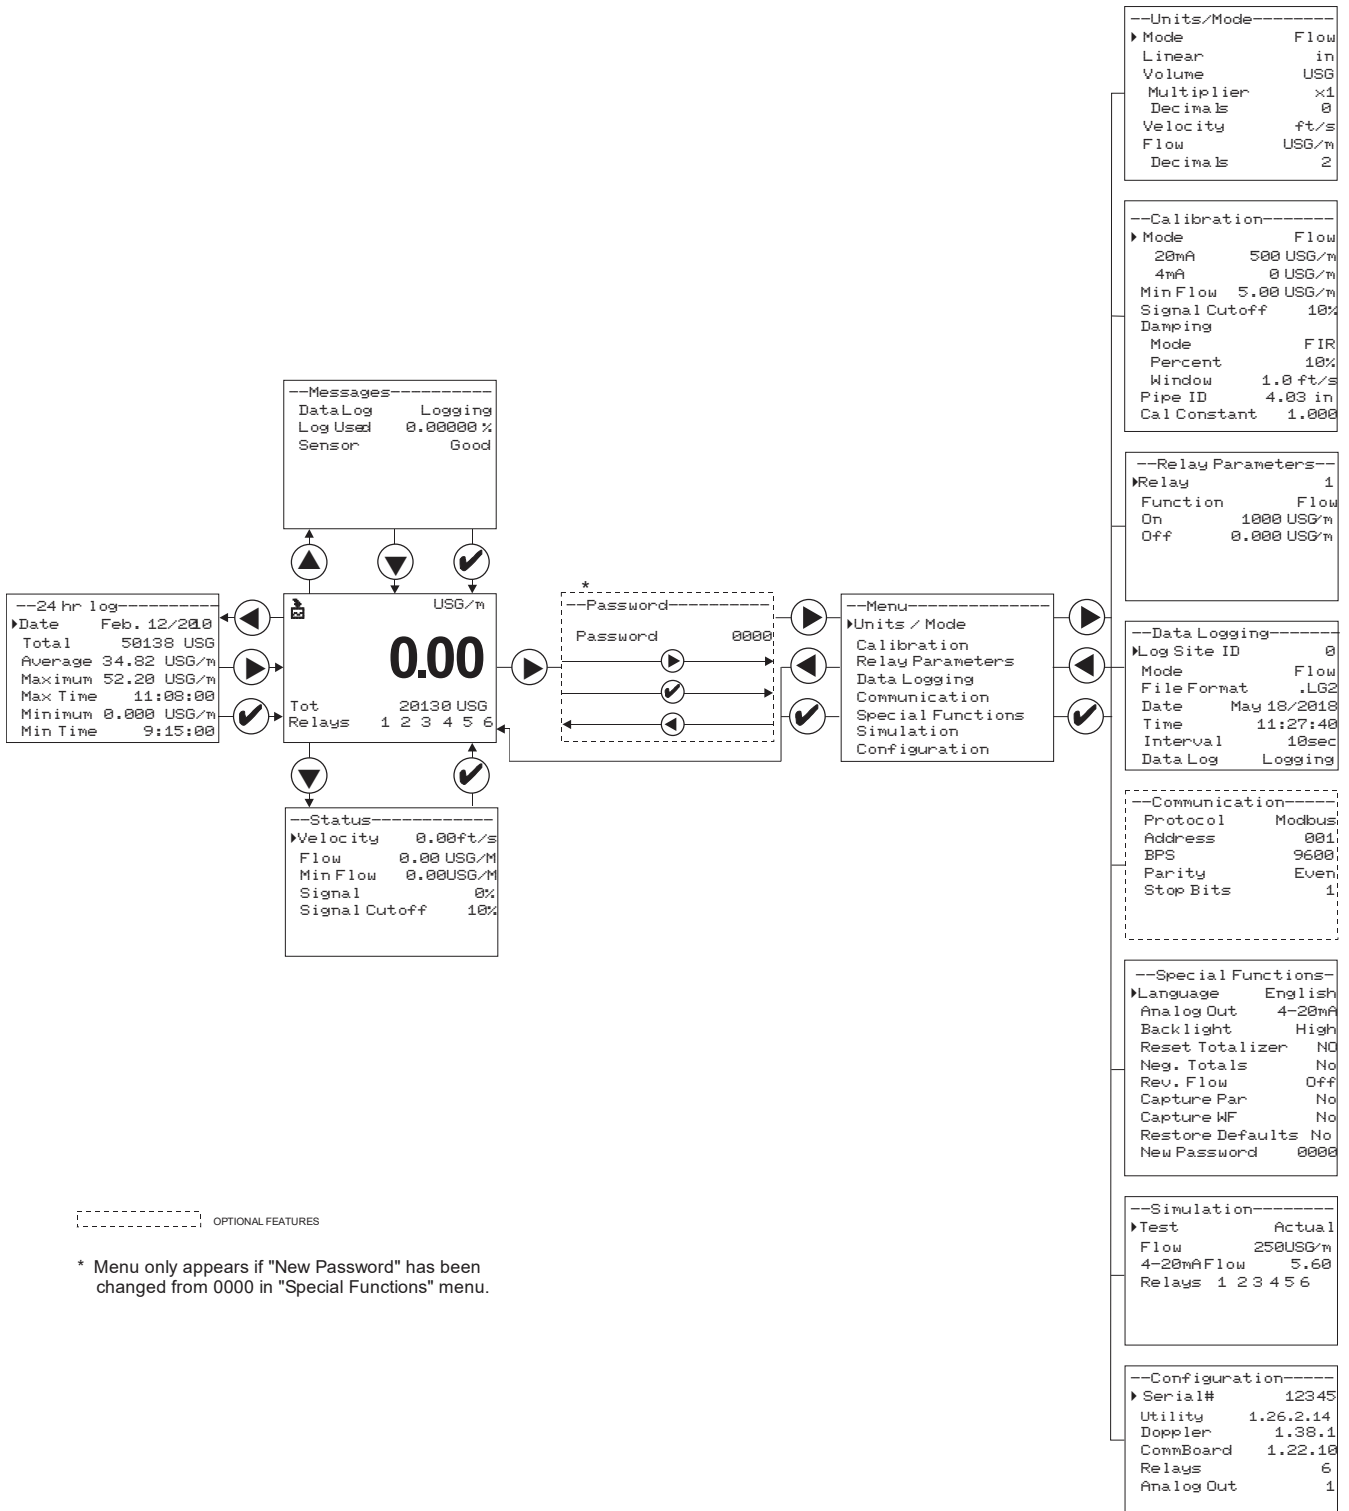 --Units/Mode--------
Mode Flow
Linear in
Volume USG
Multiplier x1
Decimals 0
Velocity ft/s
Flow USG/m
Decimals 2
--Calibration-------
Mode Flow
20mA 500 USG/m
4mA 0 USG/m
Min Flow 5.00 USG/m
Signal Cutoff 10%
Damping
Mode FIR
Percent 10%
Window 1.0 ft/s
Pipe ID 4.03 in
Cal Constant 1.000
--Messages----------
Data Log Logging
Log Used 0.00000 %
Sensor Good
--Relay Parameters--
Relay 1
Function Flow
On 1000 USG/m
Off 0.000 USG/m
--24 hr log----------
Date Feb. 12/2010
Total 50138 USG
Average 34.82 USG/m
Maximum 52.20 USG/m
Max Time 11:08:00
Minimum 0.000 USG/m
Min Time 9:15:00
USG/m
0.00
Tot 20130 USG
Relays 1 2 3 4 5 6
*
--Password----------
Password 0000
--Menu--------------
Units / Mode
Calibration
Relay Parameters
Data Logging
Communication
Special Functions
Simulation
Configuration
--Data Logging-------
Log Site ID 0
Mode Flow
File Format .LG2
Date May 18/2018
Time 11:27:40
Interval 10sec
Data Log Logging
--Status------------
Velocity 0.00ft/s
Flow 0.00 USG/M
Min Flow 0.00USG/M
Signal 0%
Signal Cutoff 10%
--Communication-----
Protocol Modbus
Address 001
BPS 9600
Parity Even
Stop Bits 1
--Special Functions-
Language English
Analog Out 4-20mA
Backlight High
Reset Totalizer NO
Neg. Totals No
Rev. Flow Off
Capture Par No
Capture WF No
Restore Defaults No
New Password 0000
OPTIONAL FEATURES
* Menu only appears if "New Password" has been
changed from 0000 in "Special Functions" menu.
--Simulation--------
Test Actual
Flow 250USG/m
4-20mA Flow 5.60
Relays 1 2 3 4 5 6
--Configuration-----
Serial# 12345
Utility 1.26.2.14
Doppler 1.38.1
CommBoard 1.22.10
Relays 6
Analog Out 1